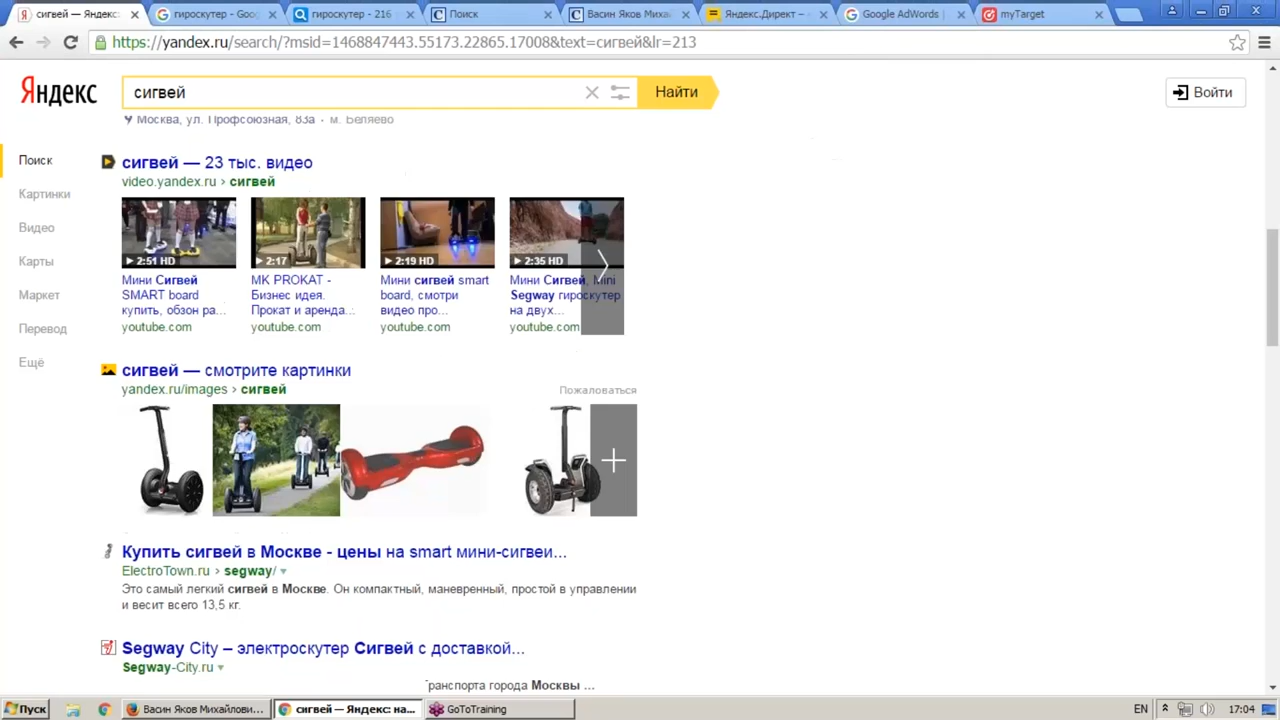 сигвей — Яндекс:
гироскутер - Goo
гироскутер - 216
Поиск
Васин Яков Михай
Яндекс.Директ –
Google AdWords |
myTarget
https://yandex.ru/search/?msid=1468847443.55173.22865.17008&text=сигвей&lr=213
Яндекс
сигвей
Найти
Войти
Москва, ул. Профсоюзная, 83а · м. Беляево
Поиск
Картинки
Видео
Карты
Маркет
Перевод
Ещё
сигвей — 23 тыс. видео
video.yandex.ru › сигвей
2:51 HD
2:17
2:19 HD
2:35 HD
Мини Сигвей
SMART board
купить, обзон ра...
youtube.com
MK PROKAT -
Бизнес идея.
Прокат и аренда...
youtube.com
Мини сигвей smart
board, смотри
видео про...
youtube.com
Мини Сигвей, Mini
Segway гироскутер
на двух...
youtube.com
сигвей — смотрите картинки
yandex.ru/images › сигвей
Пожаловаться
Купить сигвей в Москве - цены на smart мини-сигвеи...
ElectroTown.ru › segway/
Это самый легкий сигвей в Москве. Он компактный, маневренный, простой в управлении
и весит всего 13,5 кг.
Segway City – электроскутер Сигвей с доставкой...
Segway-City.ru
транспорта города Москвы ...
Пуск
Васин Яков Михайлови...
сигвей — Яндекс: на...
GoToTraining
EN
17:04